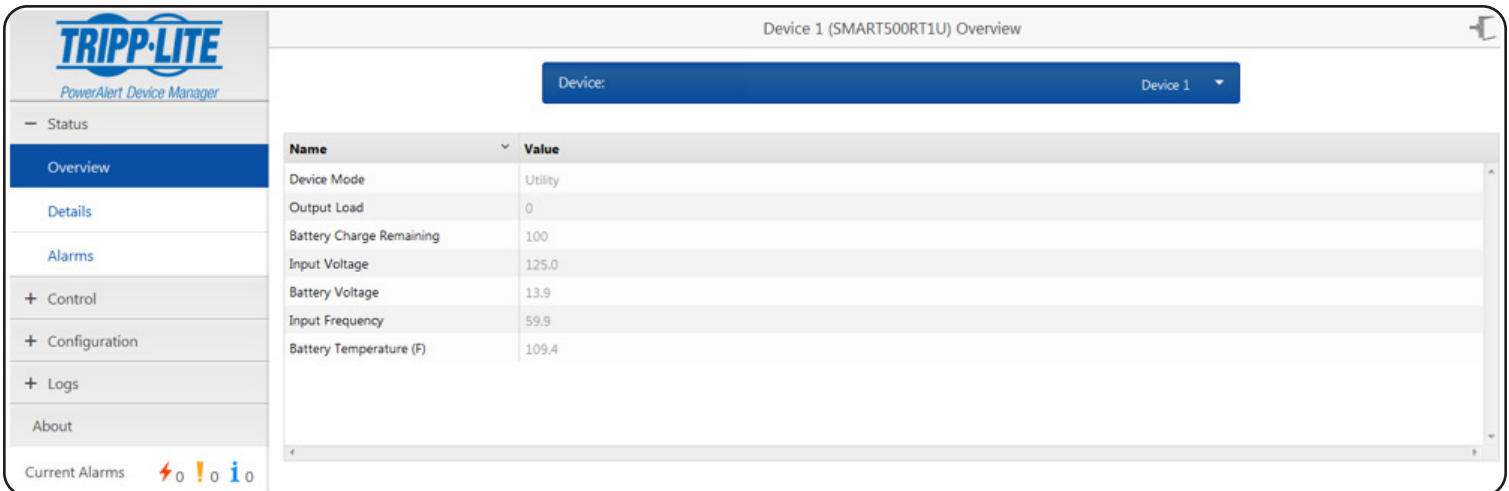 TRIPP·LITE
PowerAlert Device Manager
Device 1 (SMART500RT1U) Overview
Device: Device 1
− Status
Overview
Details
Alarms
+ Control
+ Configuration
+ Logs
About
Current Alarms 0 ! 0 i 0
Name Value
Device Mode Utility
Output Load 0
Battery Charge Remaining 100
Input Voltage 125.0
Battery Voltage 13.9
Input Frequency 59.9
Battery Temperature (F) 109.4